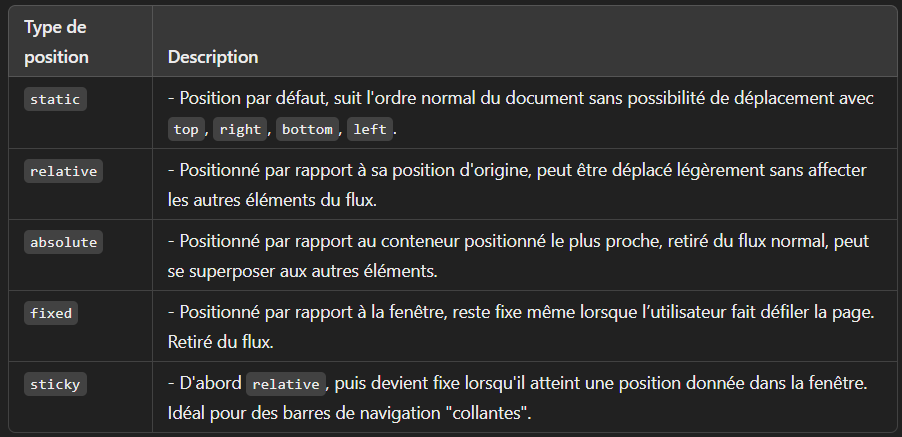 Type de
position
Description
static
- Position par défaut, suit l'ordre normal du document sans possibilité de déplacement avec
top, right, bottom, left.
relative
- Positionné par rapport à sa position d'origine, peut être déplacé légèrement sans affecter
les autres éléments du flux.
absolute
- Positionné par rapport au conteneur positionné le plus proche, retiré du flux normal, peut
se superposer aux autres éléments.
fixed
- Positionné par rapport à la fenêtre, reste fixe même lorsque l’utilisateur fait défiler la page.
Retiré du flux.
sticky
- D'abord relative, puis devient fixe lorsqu'il atteint une position donnée dans la fenêtre.
Idéal pour des barres de navigation "collantes".